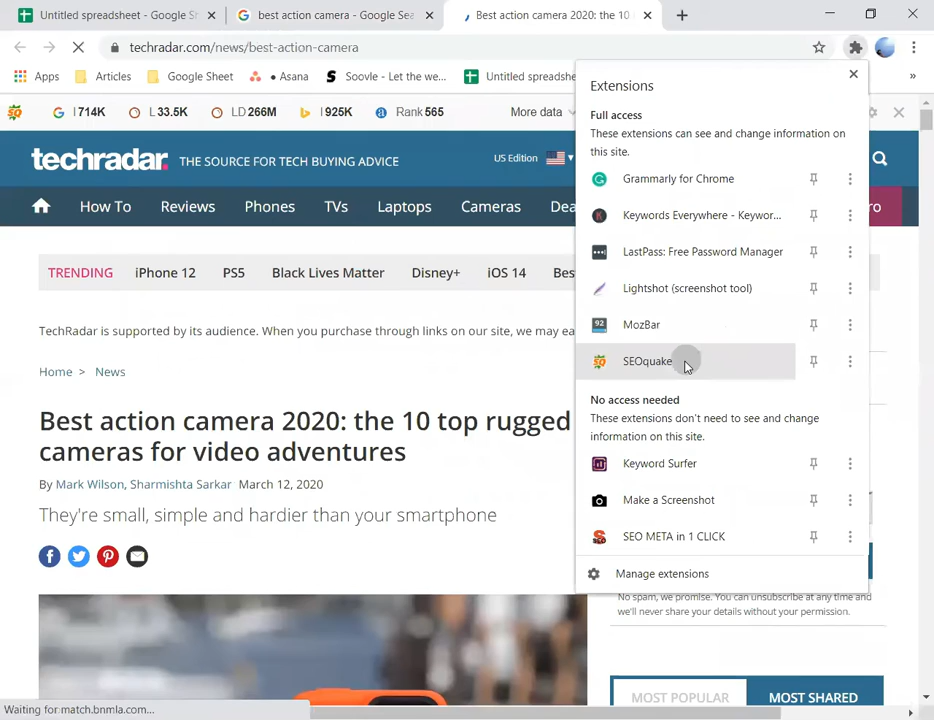 Untitled spreadsheet - Google Sh
best action camera - Google Sea
Best action camera 2020: the 10
techradar.com/news/best-action-camera
Apps
Articles
Google Sheet
Asana
Soovle - Let the we...
Untitled spreadshe
»
I 714K
L 33.5K
LD 266M
I 925K
Rank 565
More data
techradar.
THE SOURCE FOR TECH BUYING ADVICE
US Edition
How To
Reviews
Phones
TVs
Laptops
Cameras
Dea
ro
TRENDING
iPhone 12
PS5
Black Lives Matter
Disney+
iOS 14
Bes
TechRadar is supported by its audience. When you purchase through links on our site, we may ea
Home >
News
Best action camera 2020: the 10 top rugged
cameras for video adventures
By Mark Wilson, Sharmishta Sarkar March 12, 2020
They're small, simple and hardier than your smartphone
Extensions
Full access
These extensions can see and change information on
this site.
Grammarly for Chrome
Keywords Everywhere - Keywor...
LastPass: Free Password Manager
Lightshot (screenshot tool)
92
MozBar
SEOquake
No access needed
These extensions don't need to see and change
information on this site.
Keyword Surfer
Make a Screenshot
SEO META in 1 CLICK
Manage extensions
No spam, we promise. You can unsubscribe at any time and
we'll never share your details without your permission.
MOST POPULAR
MOST SHARED
Waiting for match.bnmla.com...